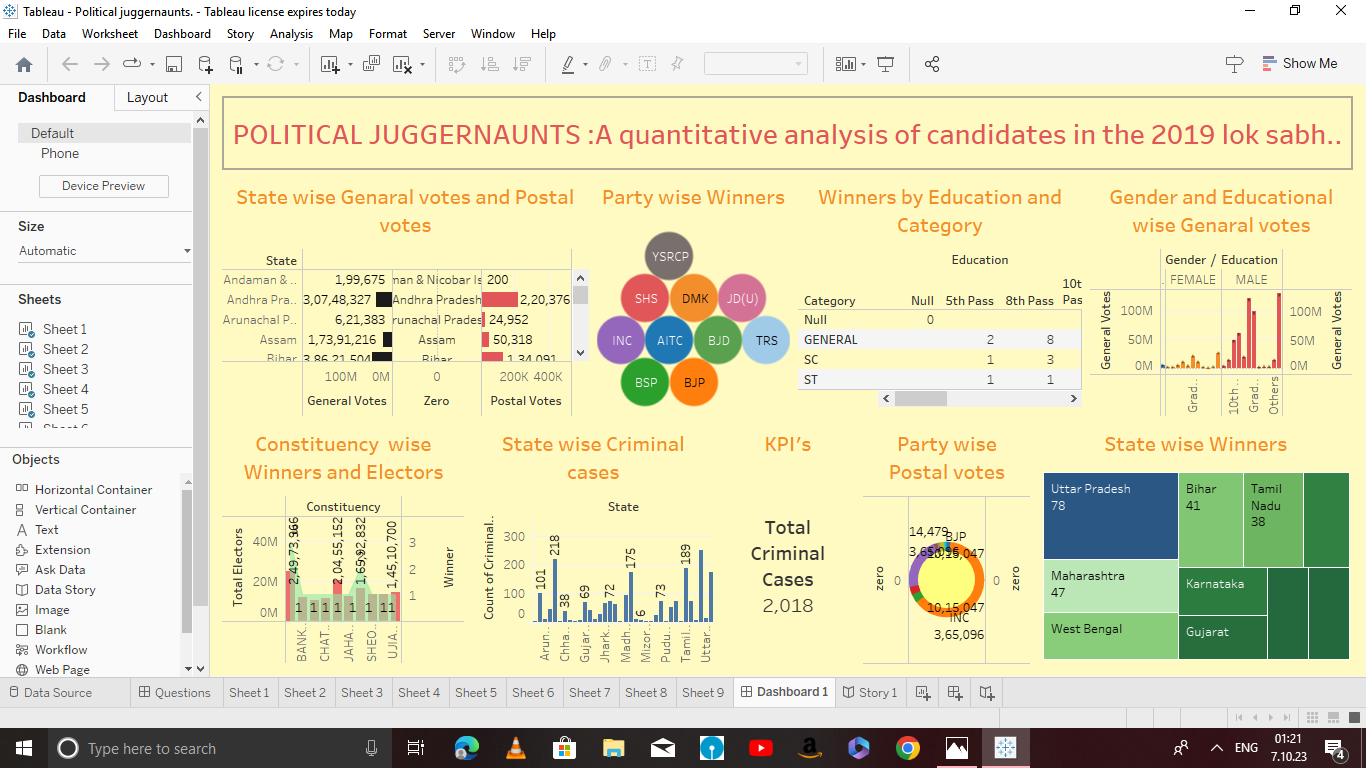 Tableau - Political juggernaunts. - Tableau license expires today
File Data Worksheet Dashboard Story Analysis Map Format Server Window Help
Show Me
Dashboard Layout
Default
Phone
Device Preview
Size
Automatic
Sheets
Sheet 1
Sheet 2
Sheet 3
Sheet 4
Sheet 5
Objects
Horizontal Container
Vertical Container
Text
Extension
Ask Data
Data Story
Image
Blank
Workflow
Web Page
POLITICAL JUGGERNAUNTS :A quantitative analysis of candidates in the 2019 lok sabh..
State wise Genaral votes and Postal
votes
State
Andaman & .. 1,99,675 man & Nicobar Is 200
Andhra Pra.. 3,07,48,327 Andhra Pradesh 2,20,376
Arunachal P.. 6,21,383 runachal Prades 24,952
Assam 1,73,91,216 Assam 50,318
Bihar 3,86,21,504 Bihar 1,34,091
100M 0M 0 200K 400K
General Votes Zero Postal Votes
Party wise Winners
YSRCP
SHS DMK JD(U)
INC AITC BJD TRS
BSP BJP
Winners by Education and
Category
Education
10t
Category Null 5th Pass 8th Pass Pas
Null 0
GENERAL 2 8
SC 1 3
ST 1 1
Gender and Educational
wise Genaral votes
Gender / Education
FEMALE MALE
General Votes
100M
50M
0M
100M
50M
0M
General Votes
Grad..
10th ..
Grad..
Others
Constituency wise
Winners and Electors
Constituency
Total Electors
40M
20M
0M
2,49,73,966
2,04,55,152
1,65,92,832
1,45,10,700
1 1 1 1 1 1 11
3
2
1
Winner
BANK..
CHAT..
JAHA..
SHEO..
UJIA..
State wise Criminal
cases
State
Count of Criminal..
300
200
100
0
101
218
38
69
72
175
6
73
189
Arun..
Chha..
Gujar..
Jhark..
Madh..
Mizor..
Pudu..
Tamil..
Uttar..
KPI’s
Total
Criminal
Cases
2,018
Party wise
Postal votes
zero
0
14,479
BJP
3,65,096
10,15,047
10,15,047
INC
3,65,096
0
zero
State wise Winners
Uttar Pradesh
78
Maharashtra
47
West Bengal
Bihar
41
Tamil
Nadu
38
Karnataka
Gujarat
Data Source Questions Sheet 1 Sheet 2 Sheet 3 Sheet 4 Sheet 5 Sheet 6 Sheet 7 Sheet 8 Sheet 9 Dashboard 1 Story 1
Type here to search
ENG
01:21
7.10.23
4